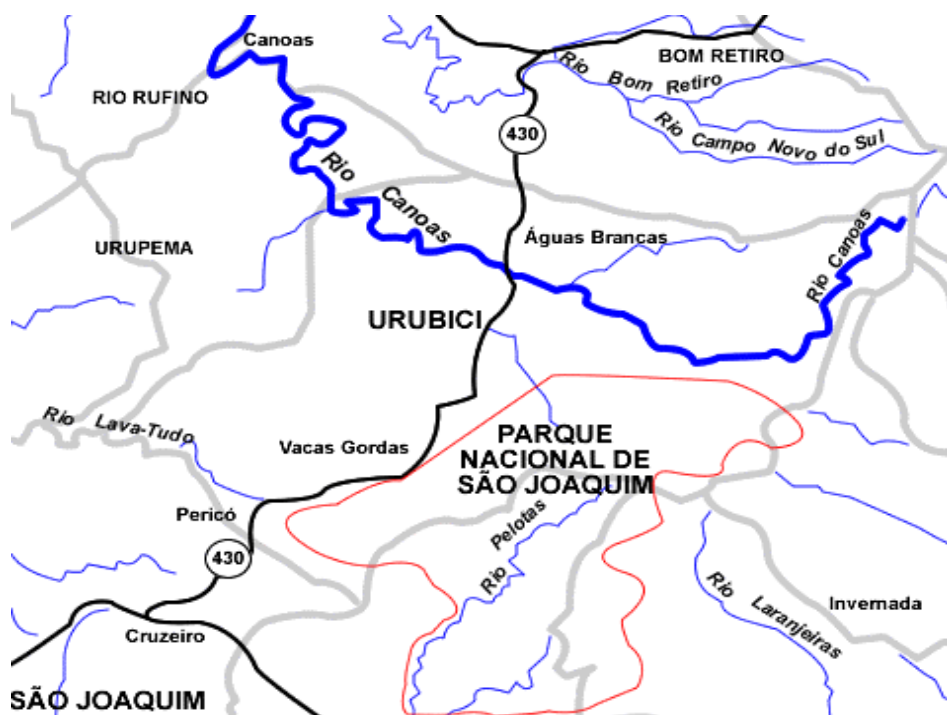 Canoas
BOM RETIRO
Rio Bom Retiro
RIO RUFINO
430
Rio Campo Novo do Sul
Rio Canoas
URUPEMA
Águas Brancas
Rio Canoas
URUBICI
Rio Lava-Tudo
Vacas Gordas
PARQUE
NACIONAL DE
SÃO JOAQUIM
Pericó
Rio Pelotas
430
Rio Laranjeiras
Invernada
Cruzeiro
SÃO JOAQUIM